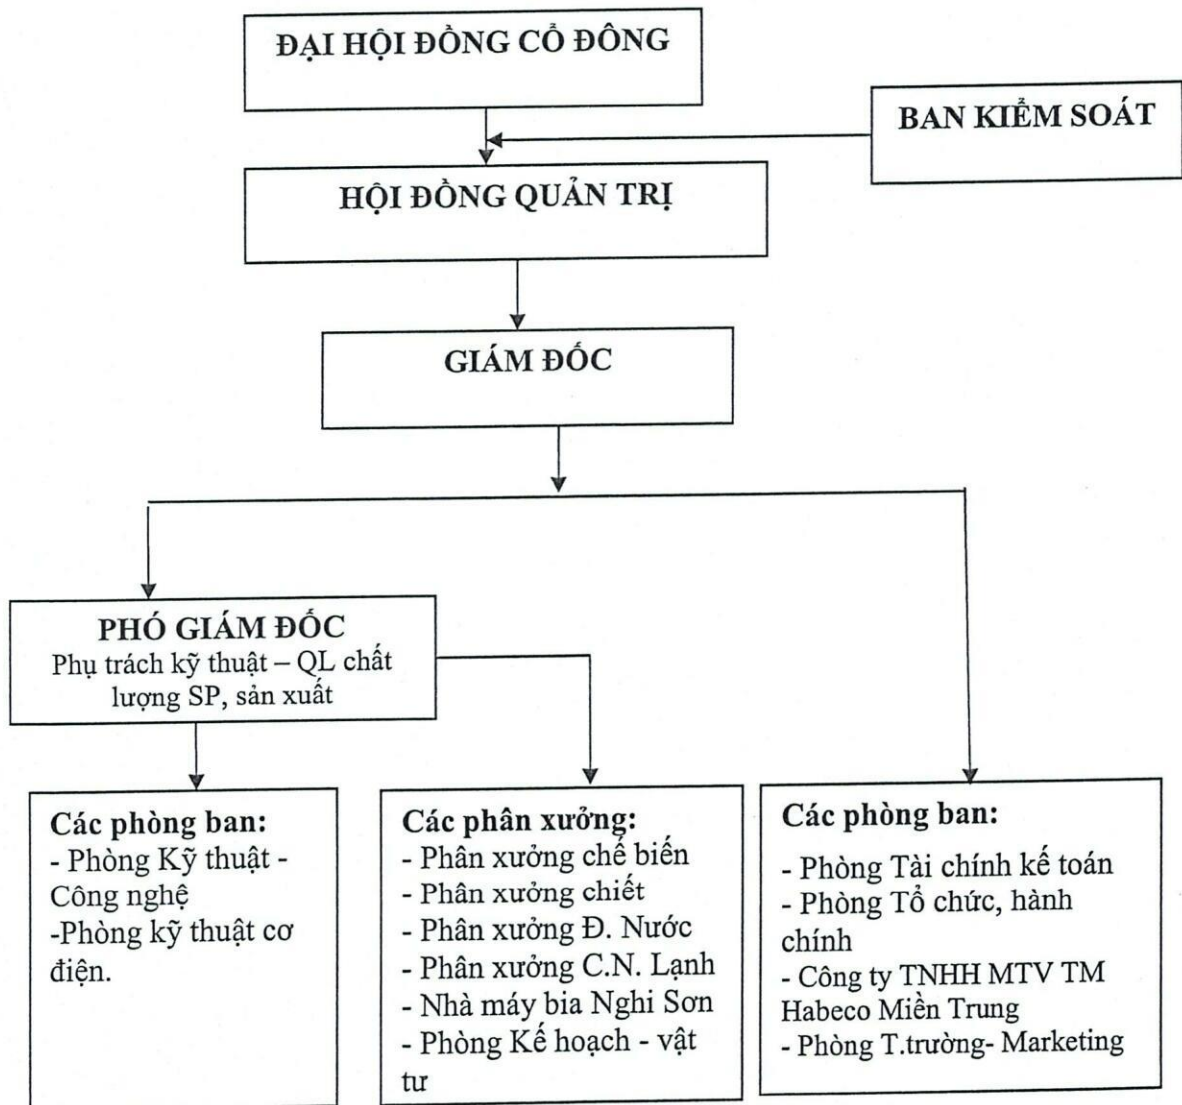 ĐẠI HỘI ĐỒNG CỔ ĐÔNG
BAN KIỂM SOÁT
HỘI ĐỒNG QUẢN TRỊ
GIÁM ĐỐC
PHÓ GIÁM ĐỐC
Phụ trách kỹ thuật – QL chất
lượng SP, sản xuất
Các phòng ban:
- Phòng Kỹ thuật -
Công nghệ
-Phòng kỹ thuật cơ
điện.
Các phân xưởng:
- Phân xưởng chế biến
- Phân xưởng chiết
- Phân xưởng Đ. Nước
- Phân xưởng C.N. Lạnh
- Nhà máy bia Nghi Sơn
- Phòng Kế hoạch - vật
tư
Các phòng ban:
- Phòng Tài chính kế toán
- Phòng Tổ chức, hành
chính
- Công ty TNHH MTV TM
Habeco Miền Trung
- Phòng T.trường- Marketing